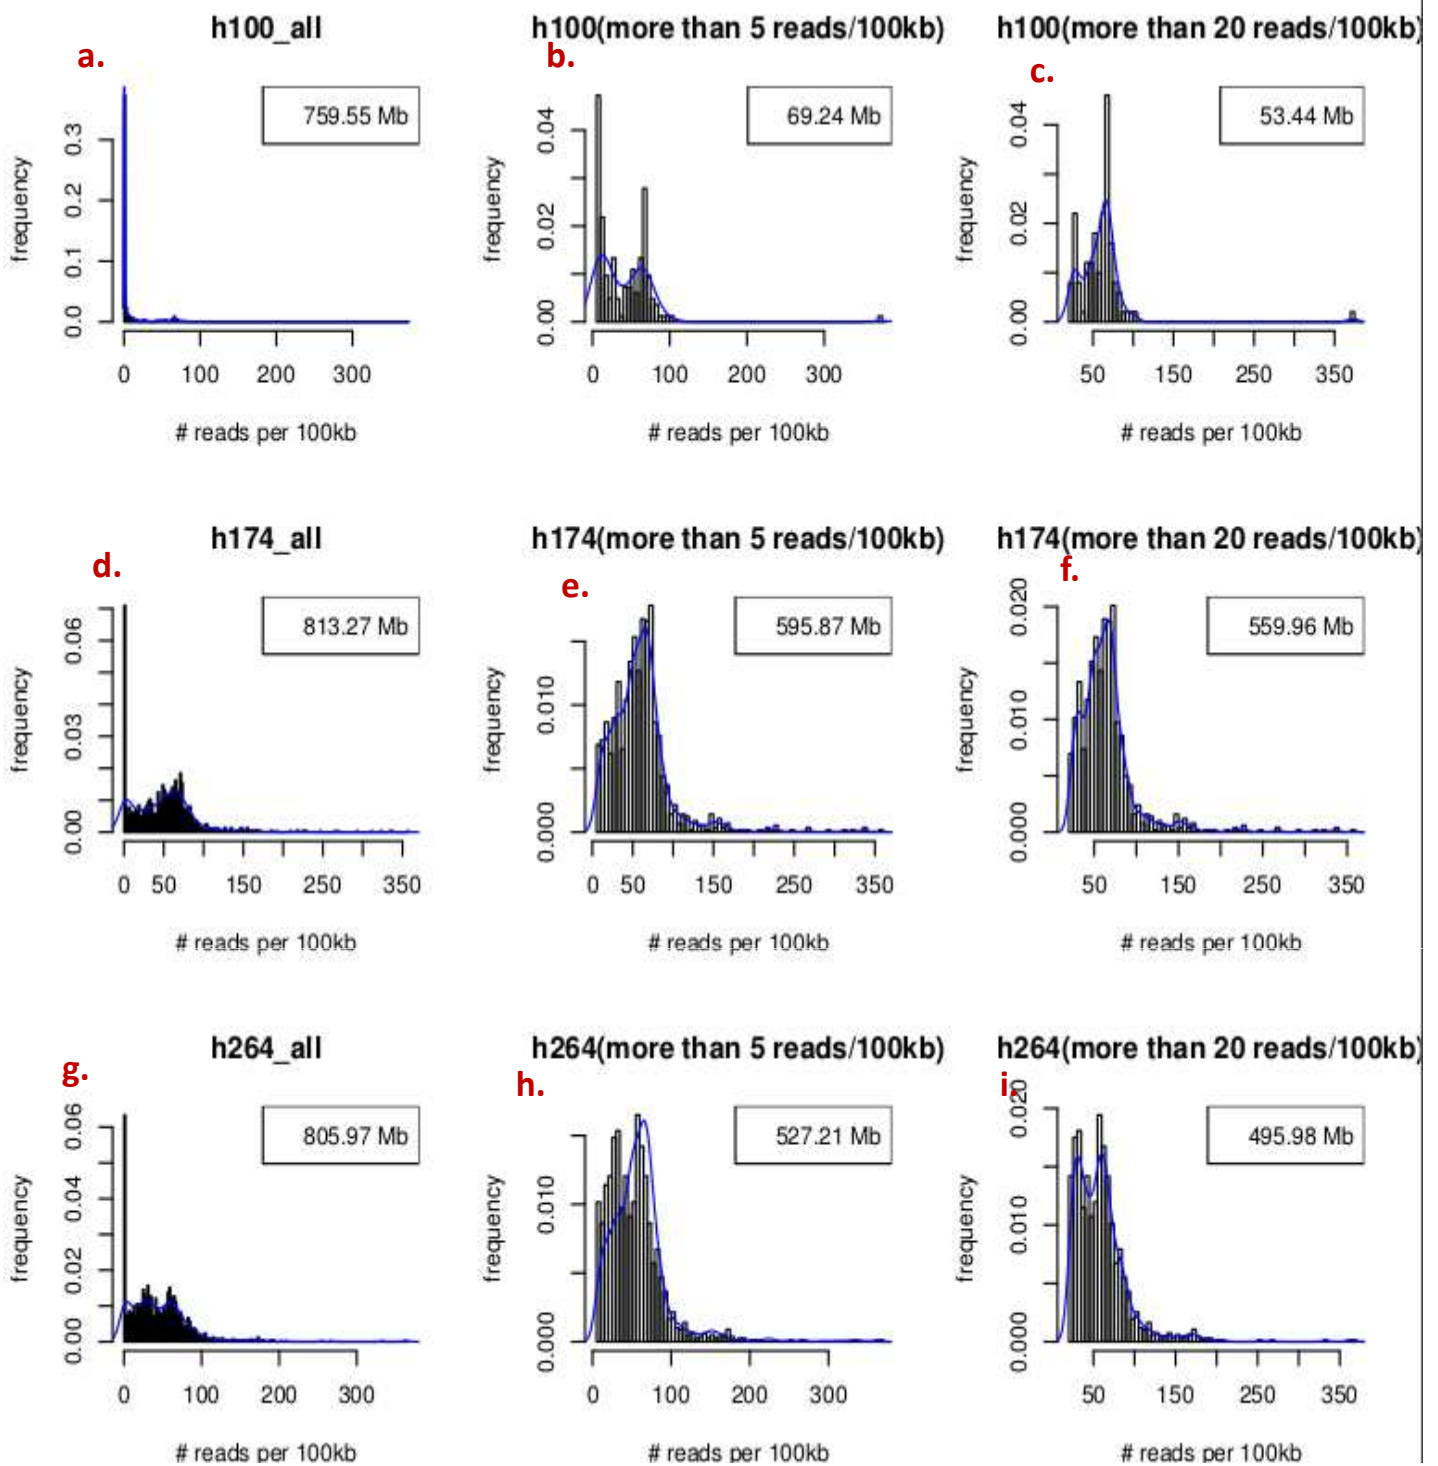 h100_all
h100(more than 5 reads/100kb)
h100(more than 20 reads/100kb)
a.
b.
c.
759.55 Mb
69.24 Mb
53.44 Mb
frequency
0.0 0.1 0.2 0.3
0 100 200 300
# reads per 100kb
frequency
0.00 0.02 0.04
0 100 200 300
# reads per 100kb
frequency
0.00 0.02 0.04
50 150 250 350
# reads per 100kb
h174_all
h174(more than 5 reads/100kb)
h174(more than 20 reads/100kb)
d.
e.
f.
813.27 Mb
595.87 Mb
559.96 Mb
frequency
0.00 0.03 0.06
0 50 150 250 350
# reads per 100kb
frequency
0.000 0.010
0 50 150 250 350
# reads per 100kb
frequency
0.000 0.010 0.020
50 150 250 350
# reads per 100kb
h264_all
h264(more than 5 reads/100kb)
h264(more than 20 reads/100kb)
g.
h.
i.
805.97 Mb
527.21 Mb
495.98 Mb
frequency
0.00 0.02 0.04 0.06
0 100 200 300
# reads per 100kb
frequency
0.000 0.010
0 100 200 300
# reads per 100kb
frequency
0.000 0.010 0.020
50 150 250 350
# reads per 100kb